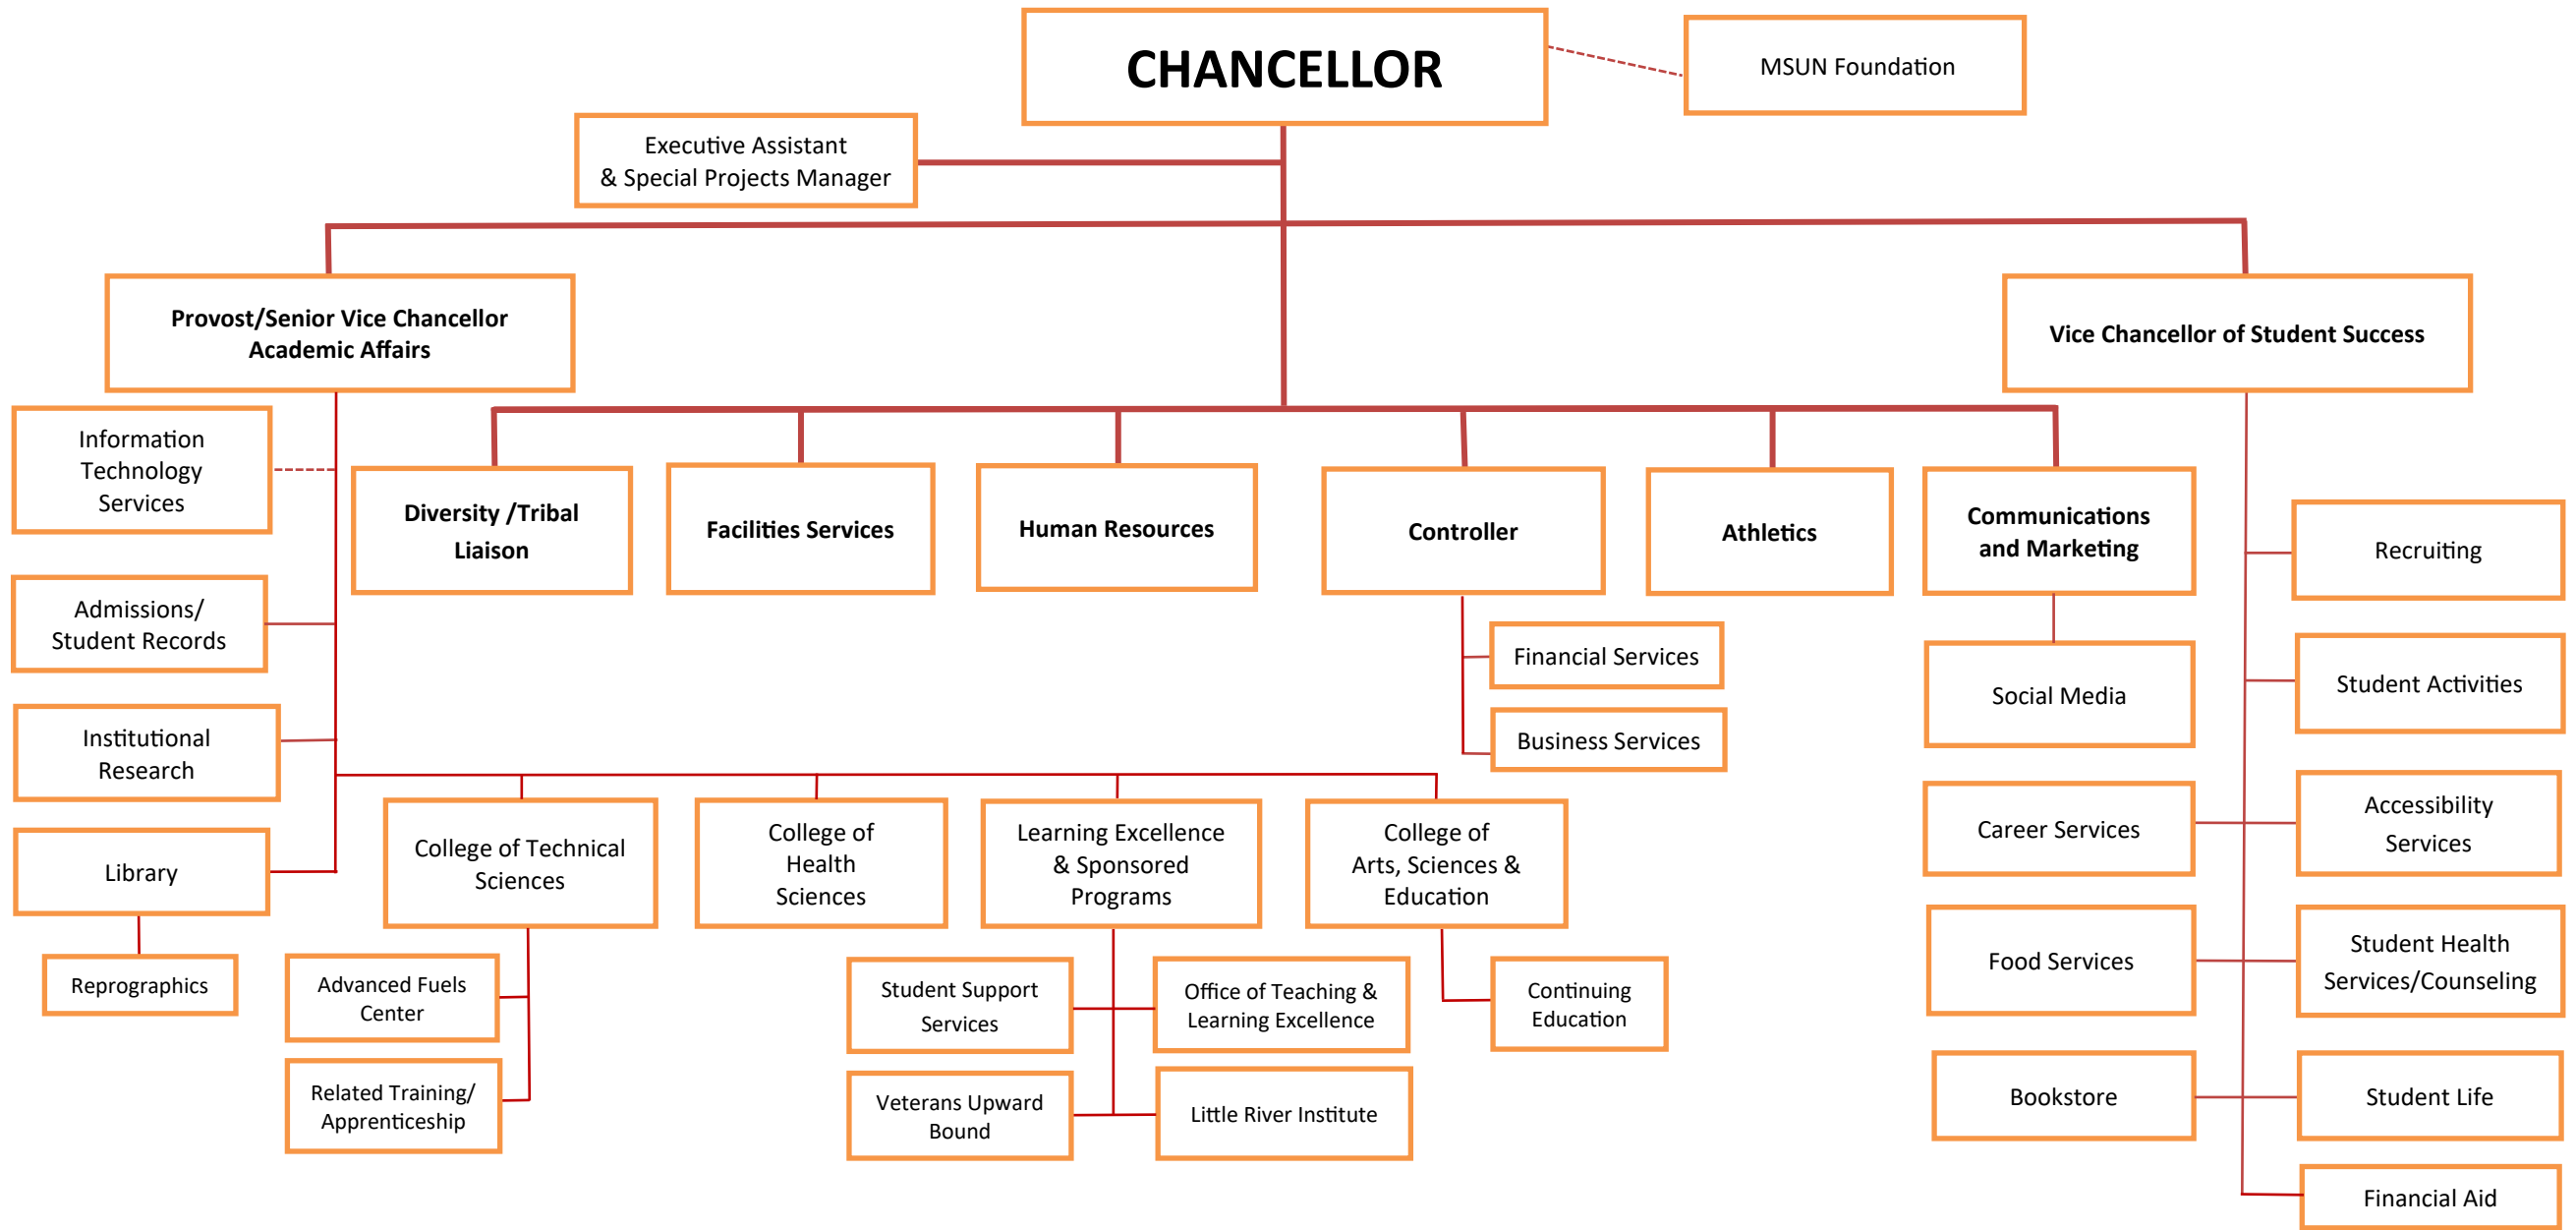 CHANCELLOR
MSUN Foundation
Executive Assistant
& Special Projects Manager
Provost/Senior Vice Chancellor
Academic Affairs
Vice Chancellor of Student Success
Information
Technology
Services
Diversity /Tribal
Liaison
Facilities Services
Human Resources
Controller
Athletics
Communications
and Marketing
Recruiting
Admissions/
Student Records
Financial Services
Social Media
Student Activities
Institutional
Research
Business Services
Library
College of Technical
Sciences
College of
Health
Sciences
Learning Excellence
& Sponsored
Programs
College of
Arts, Sciences &
Education
Career Services
Accessibility
Services
Reprographics
Advanced Fuels
Center
Student Support
Services
Office of Teaching &
Learning Excellence
Continuing
Education
Food Services
Student Health
Services/Counseling
Related Training/
Apprenticeship
Veterans Upward
Bound
Little River Institute
Bookstore
Student Life
Financial Aid